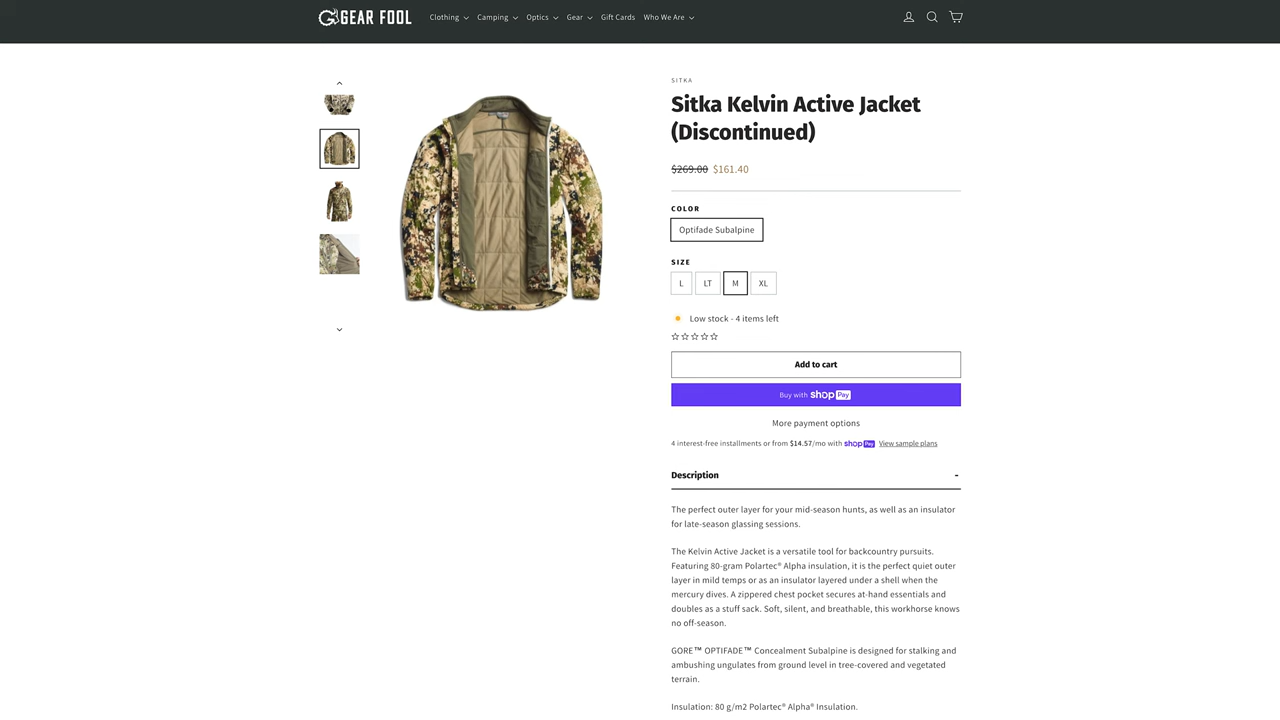 GEAR FOOL
Clothing Camping Optics Gear Gift Cards Who We Are
SITKA
Sitka Kelvin Active Jacket
(Discontinued)
$269.00 $161.40
COLOR
Optifade Subalpine
SIZE
L LT M XL
Low stock - 4 items left
Add to cart
Buy with shop Pay
More payment options
4 interest-free installments or from $14.57/mo with shop Pay View sample plans
Description -
The perfect outer layer for your mid-season hunts, as well as an insulator
for late-season glassing sessions.
The Kelvin Active Jacket is a versatile tool for backcountry pursuits.
Featuring 80-gram Polartec® Alpha insulation, it is the perfect quiet outer
layer in mild temps or as an insulator layered under a shell when the
mercury dives. A zippered chest pocket secures at-hand essentials and
doubles as a stuff sack. Soft, silent, and breathable, this workhorse knows
no off-season.
GORE™ OPTIFADE™ Concealment Subalpine is designed for stalking and
ambushing ungulates from ground level in tree-covered and vegetated
terrain.
Insulation: 80 g/m2 Polartec® Alpha® Insulation.